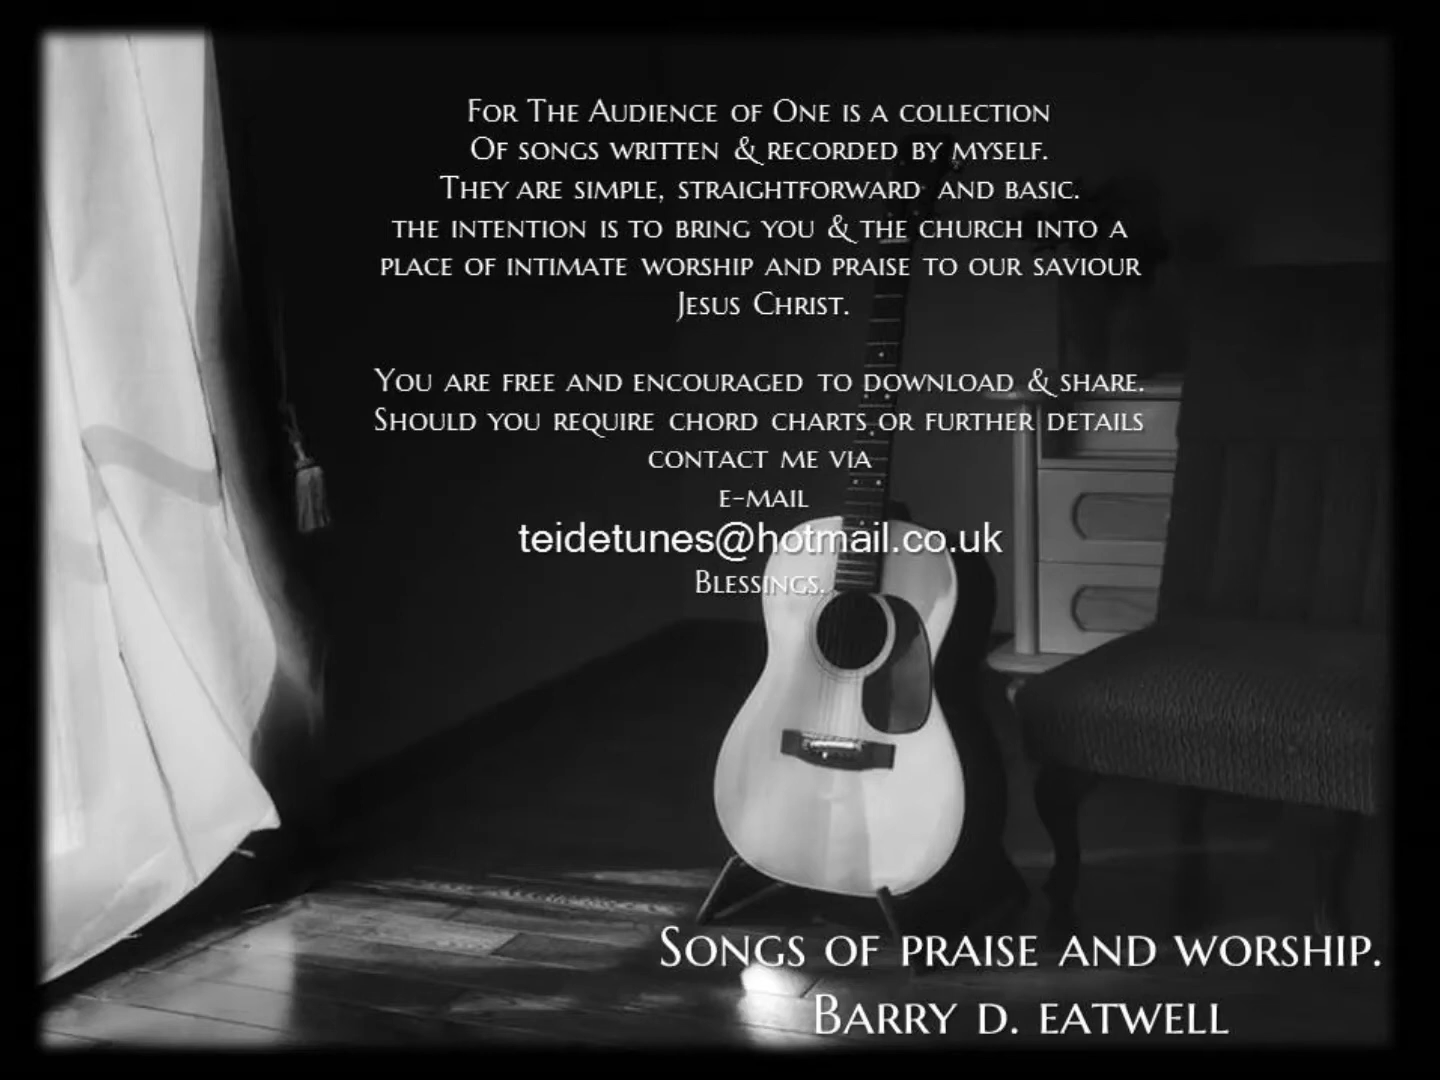 For The Audience of One is a collection
Of songs written & recorded by myself.
They are simple, straightforward and basic.
the intention is to bring you & the church into a
place of intimate worship and praise to our saviour
Jesus Christ.
You are free and encouraged to download & share.
Should you require chord charts or further details
contact me via
e-mail
teidetunes@hotmail.co.uk
Blessings.
Songs of praise and worship.
Barry d. eatwell